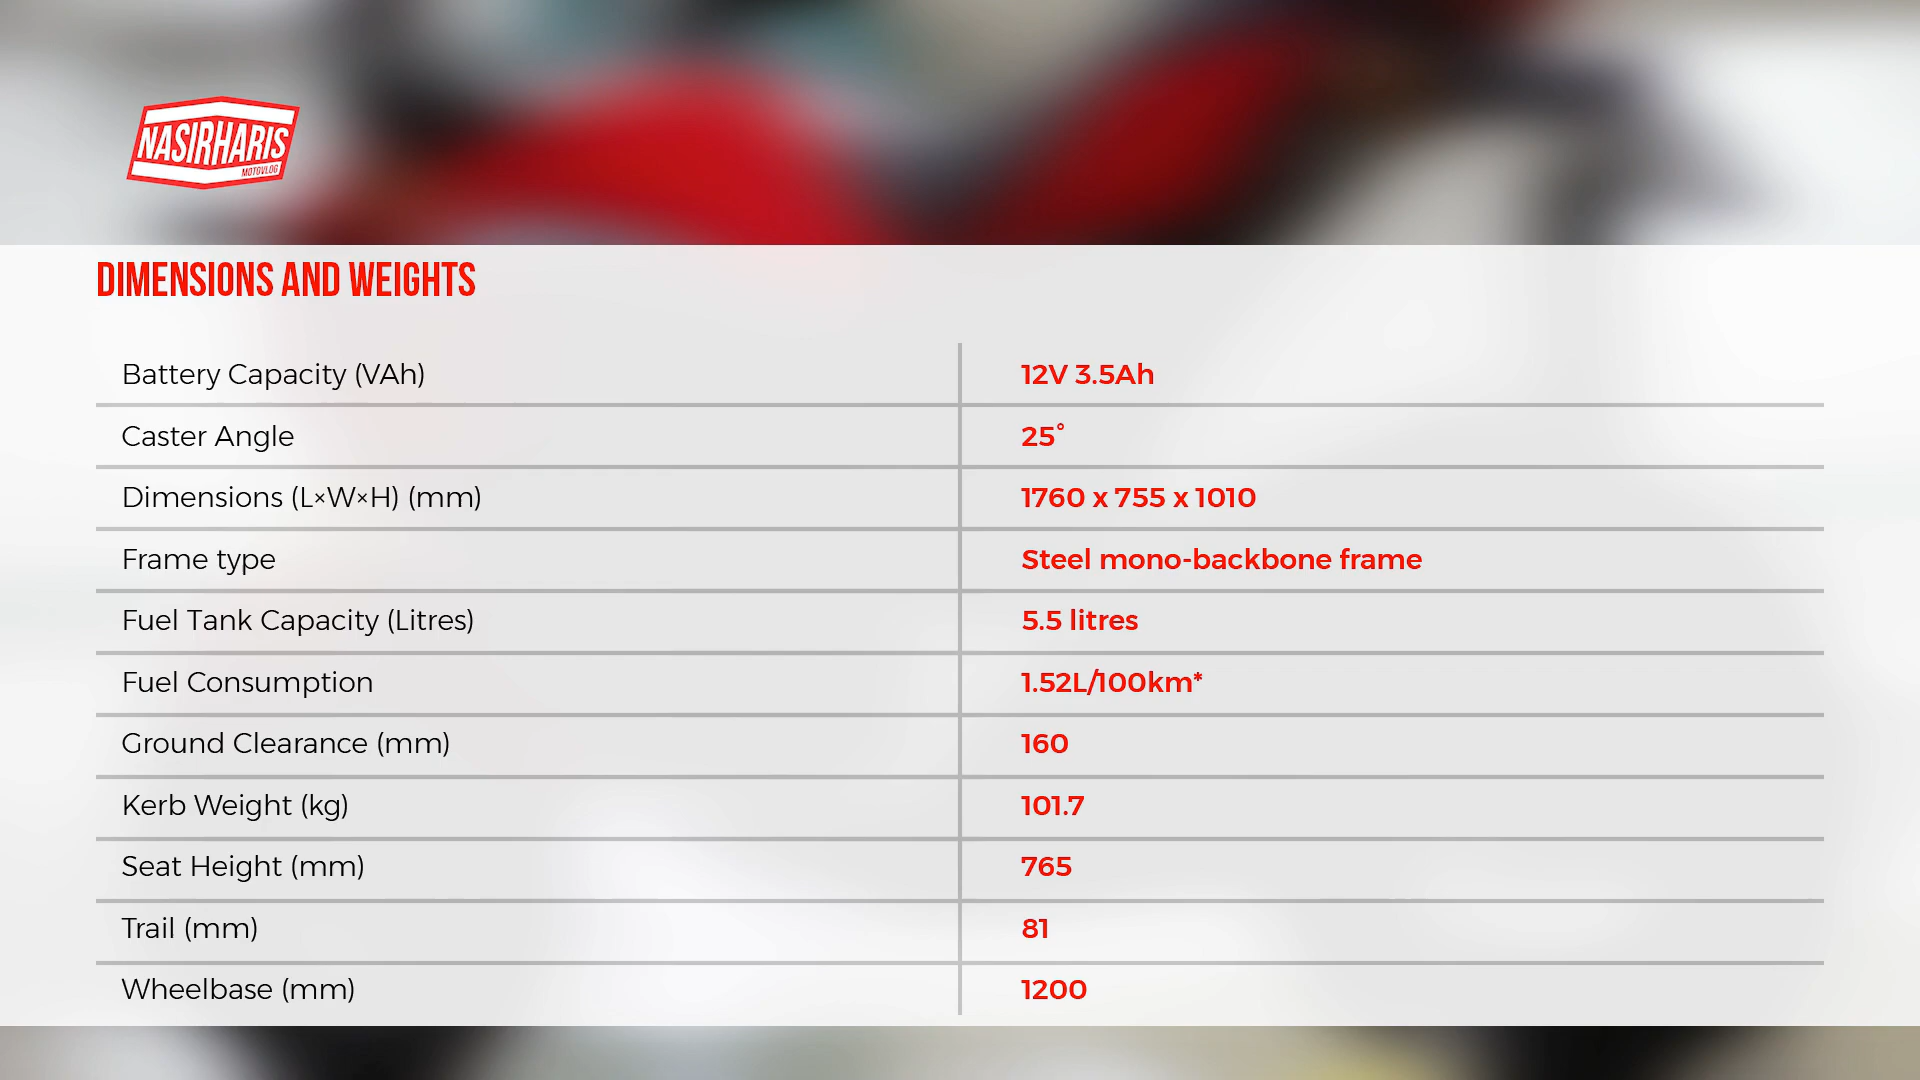 NASIRHARIS
MOTOVLOG
DIMENSIONS AND WEIGHTS
Battery Capacity (VAh) 12V 3.5Ah
Caster Angle 25°
Dimensions (L×W×H) (mm) 1760 x 755 x 1010
Frame type Steel mono-backbone frame
Fuel Tank Capacity (Litres) 5.5 litres
Fuel Consumption 1.52L/100km*
Ground Clearance (mm) 160
Kerb Weight (kg) 101.7
Seat Height (mm) 765
Trail (mm) 81
Wheelbase (mm) 1200